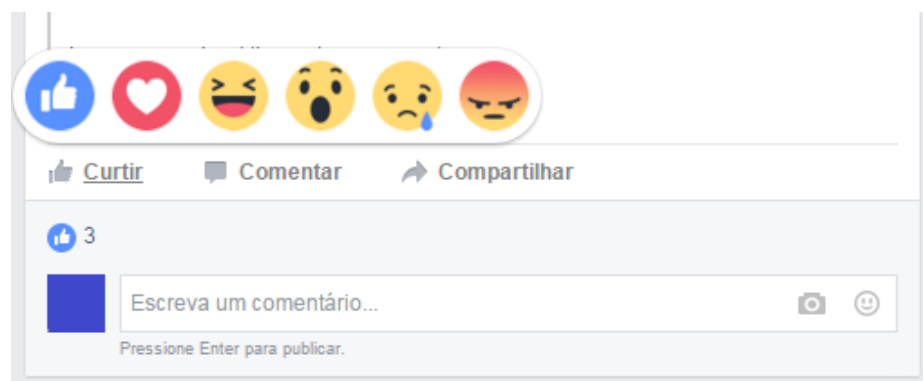 Curtir Comentar Compartilhar
3
Escreva um comentário...
Pressione Enter para publicar.